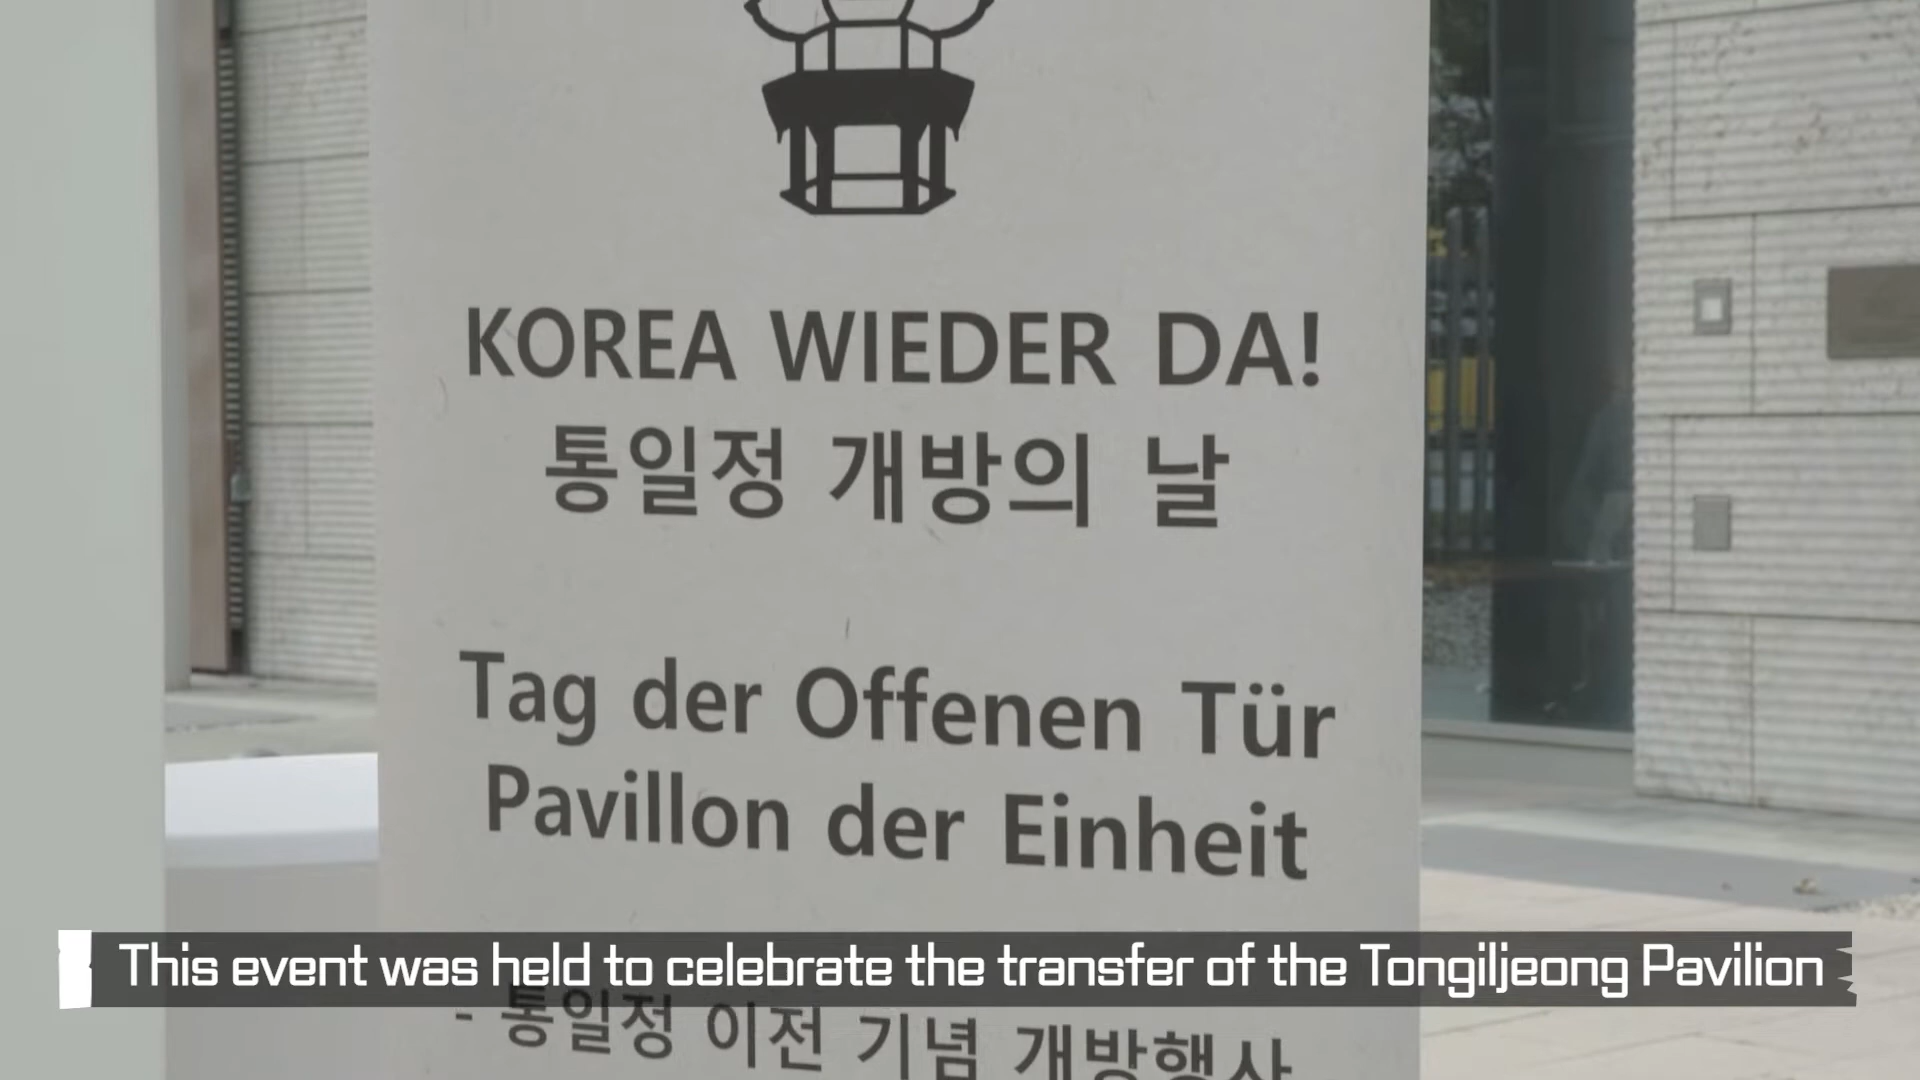 KOREA WIEDER DA!
통일정 개방의 날
Tag der Offenen Tür
Pavillon der Einheit
This event was held to celebrate the transfer of the Tongiljeong Pavilion
- 통일정 이전 기념 개방행사